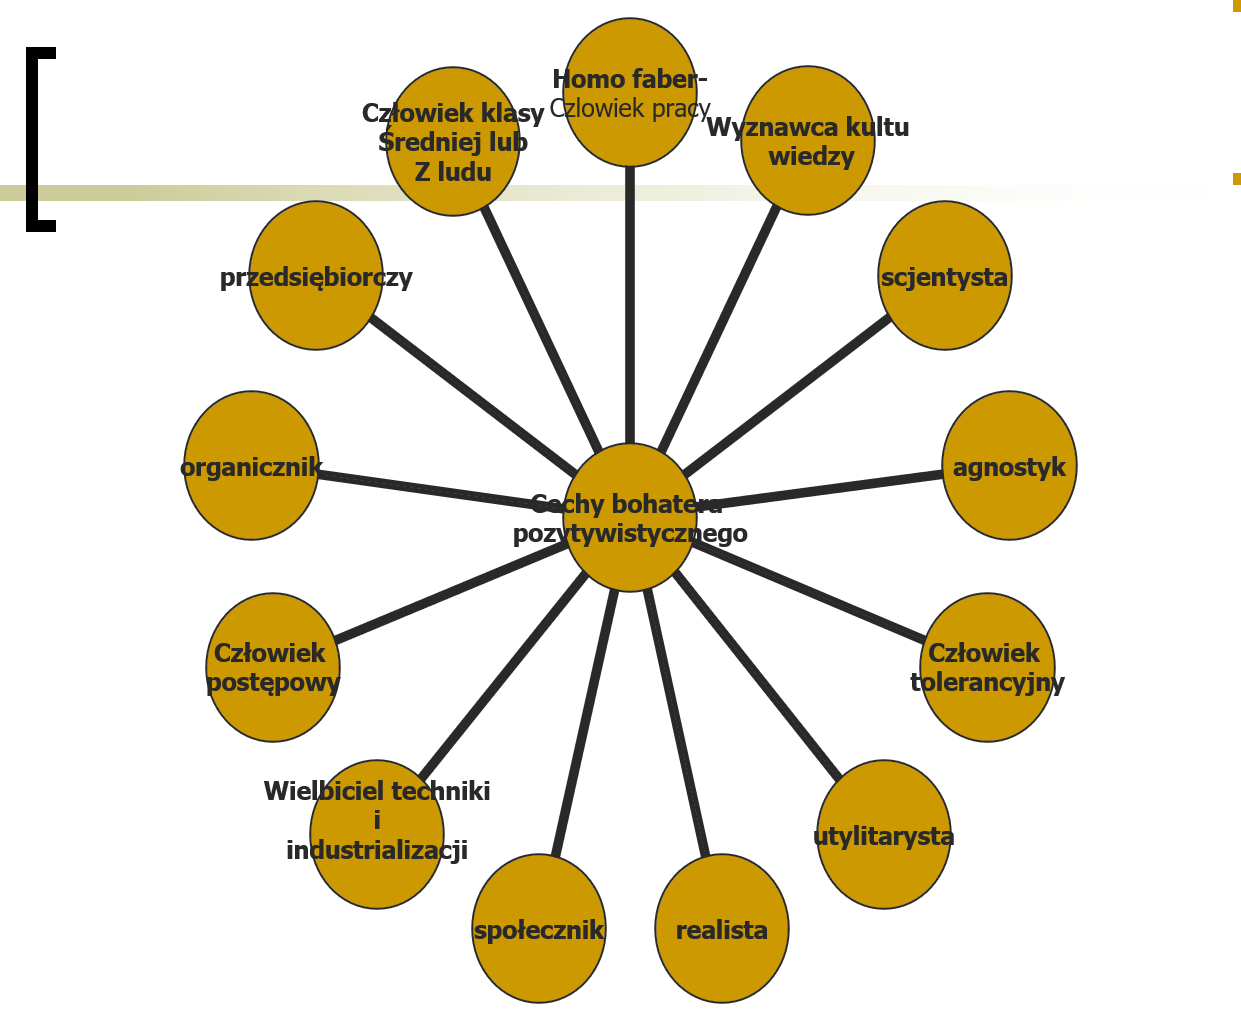 Homo faber-
Człowiek pracy
Wyznawca kultu
wiedzy
scjentysta
agnostyk
Człowiek
tolerancyjny
utylitarysta
realista
społecznik
Wielbiciel techniki
i
industrializacji
Człowiek
postępowy
organicznik
przedsiębiorczy
Człowiek klasy
Średniej lub
Z ludu
Cechy bohatera
pozytywistycznego